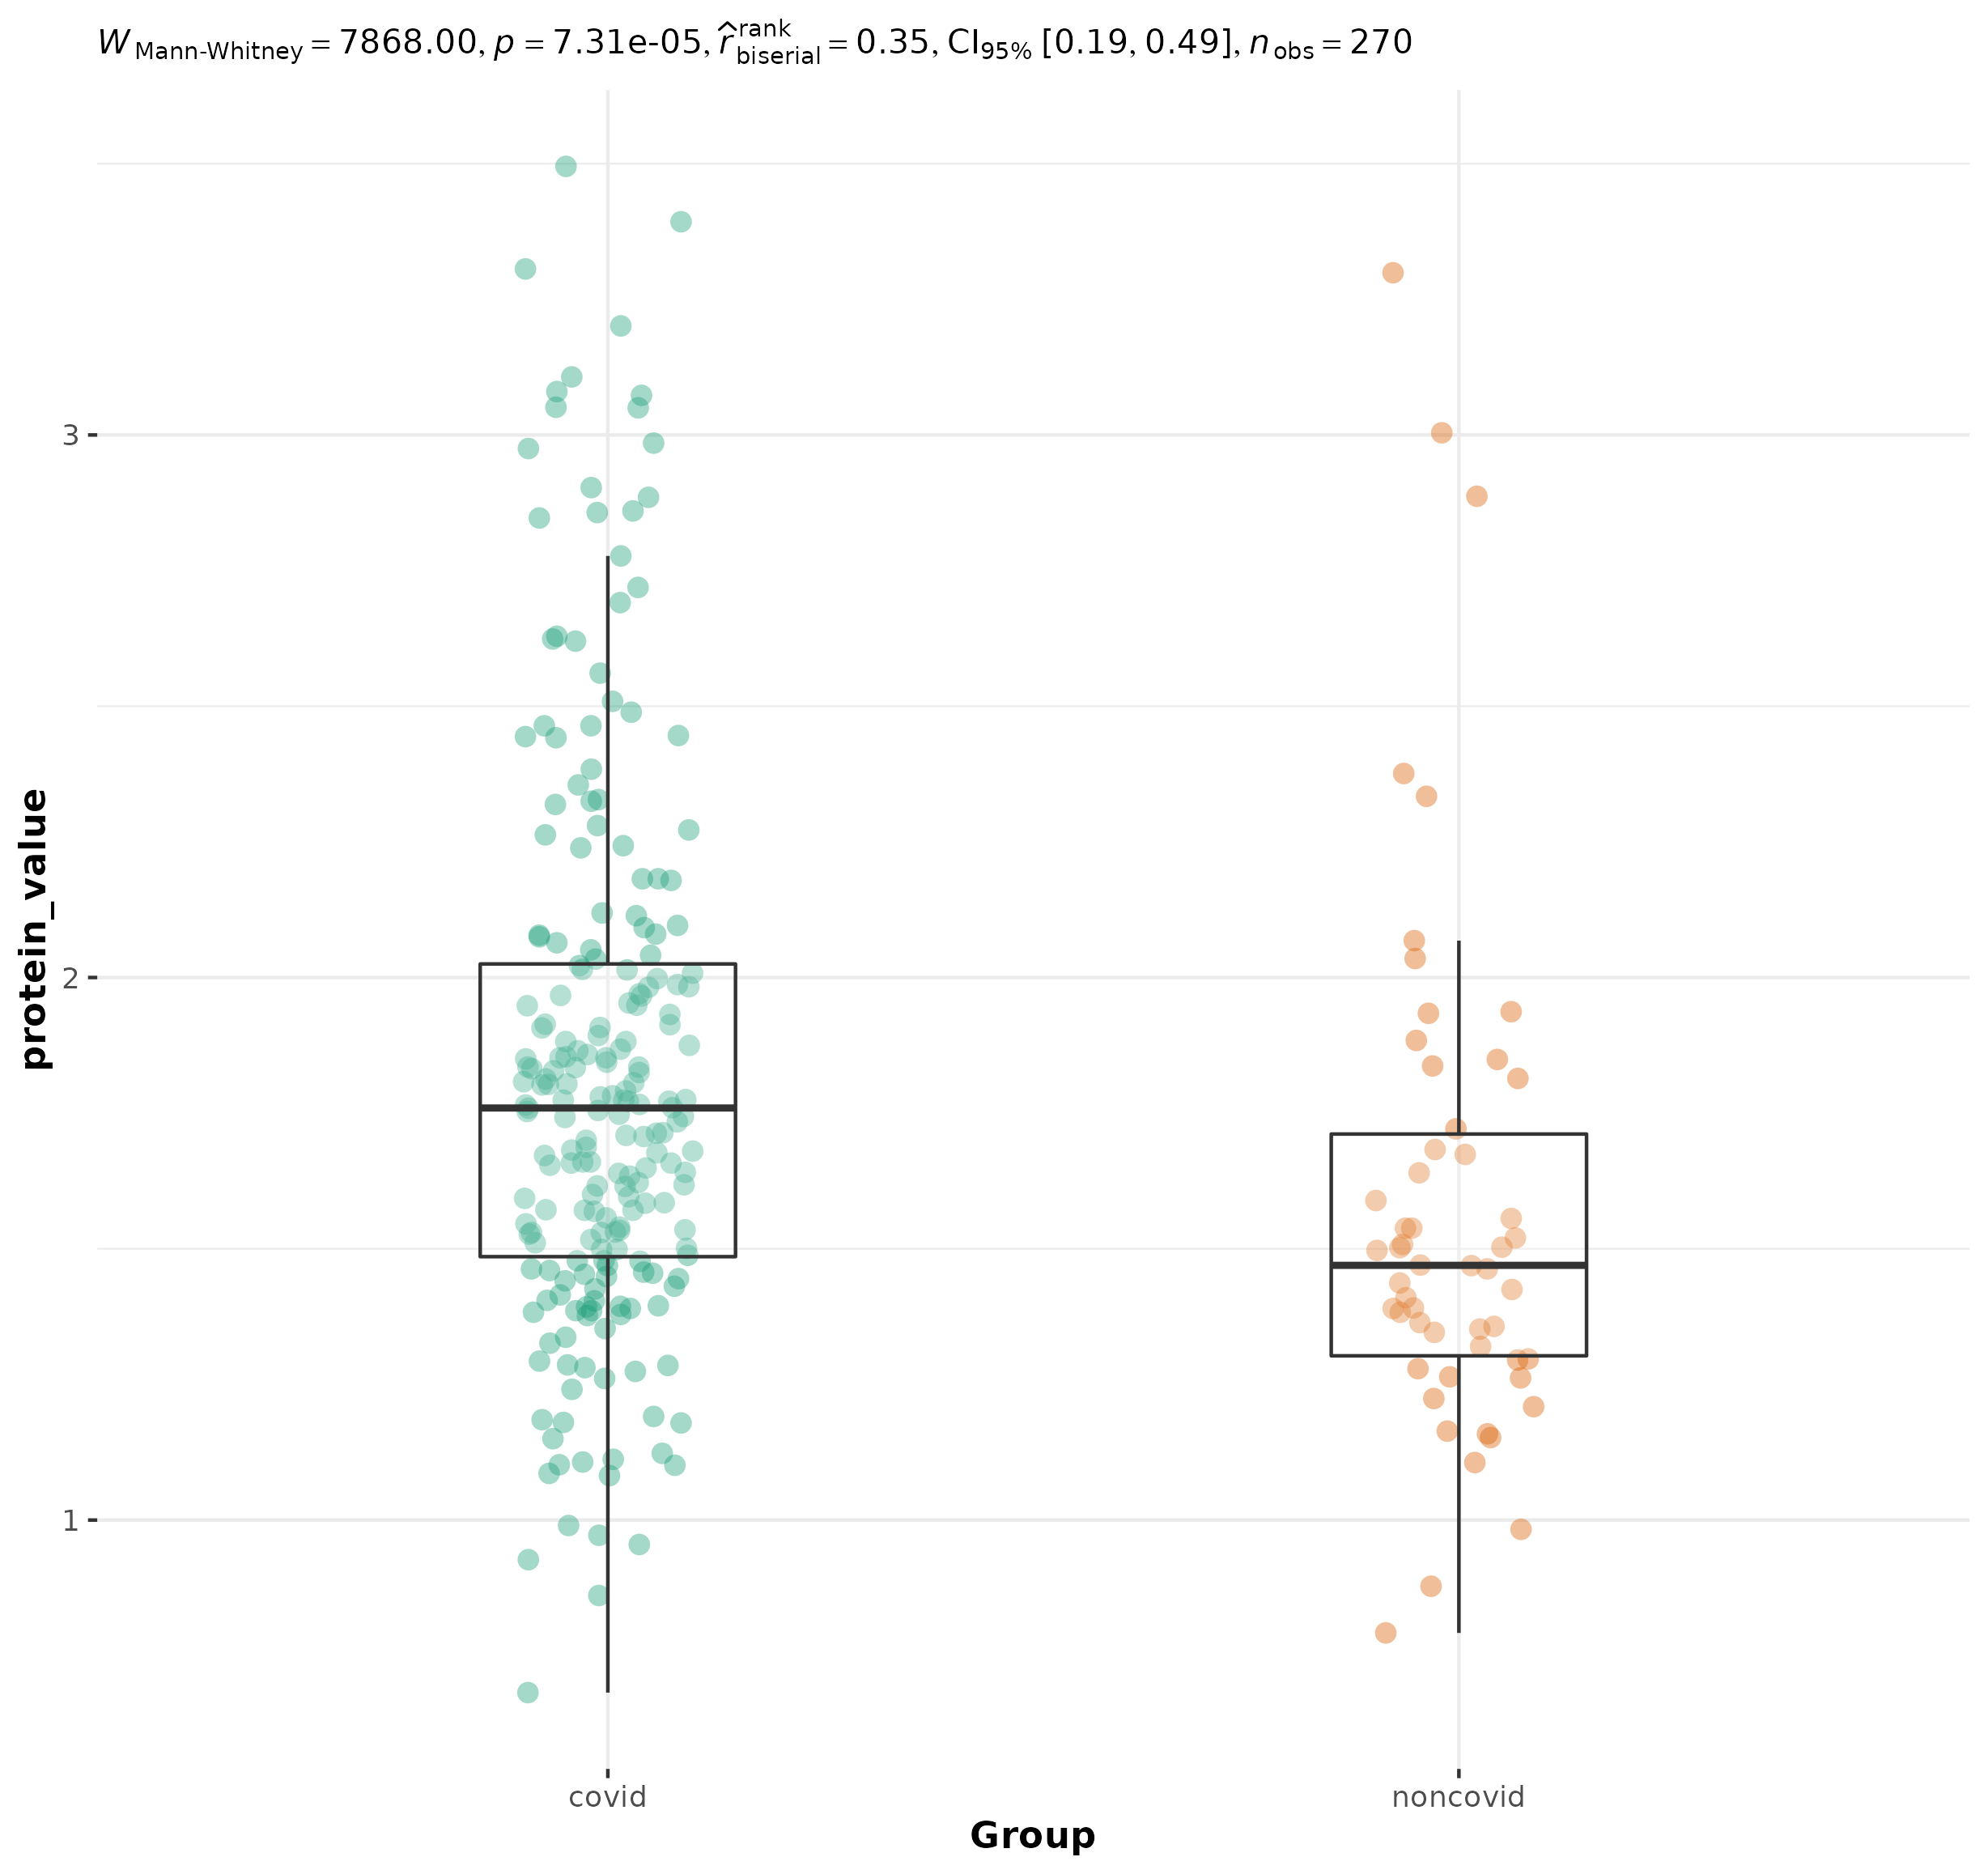 W Mann-Whitney = 7868.00, p = 7.31e-05, r̂ rank biserial = 0.35, CI95% [0.19, 0.49], n obs = 270
protein_value
3
2
1
covid noncovid
Group